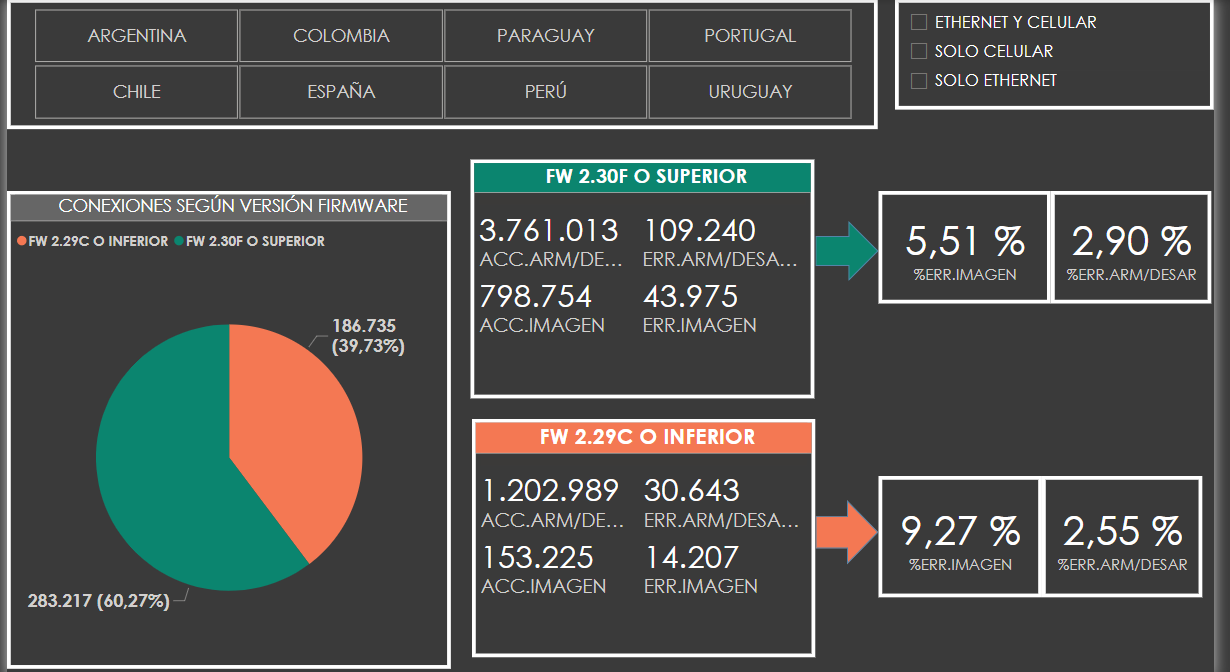 ARGENTINA COLOMBIA PARAGUAY PORTUGAL
CHILE ESPAÑA PERÚ URUGUAY
ETHERNET Y CELULAR
SOLO CELULAR
SOLO ETHERNET
CONEXIONES SEGÚN VERSIÓN FIRMWARE
FW 2.29C O INFERIOR FW 2.30F O SUPERIOR
186.735
(39,73%)
283.217 (60,27%)
FW 2.30F O SUPERIOR
3.761.013 109.240
ACC.ARM/DE... ERR.ARM/DESA...
798.754 43.975
ACC.IMAGEN ERR.IMAGEN
5,51 % 2,90 %
%ERR.IMAGEN %ERR.ARM/DESAR
FW 2.29C O INFERIOR
1.202.989 30.643
ACC.ARM/DE... ERR.ARM/DESA...
153.225 14.207
ACC.IMAGEN ERR.IMAGEN
9,27 % 2,55 %
%ERR.IMAGEN %ERR.ARM/DESAR